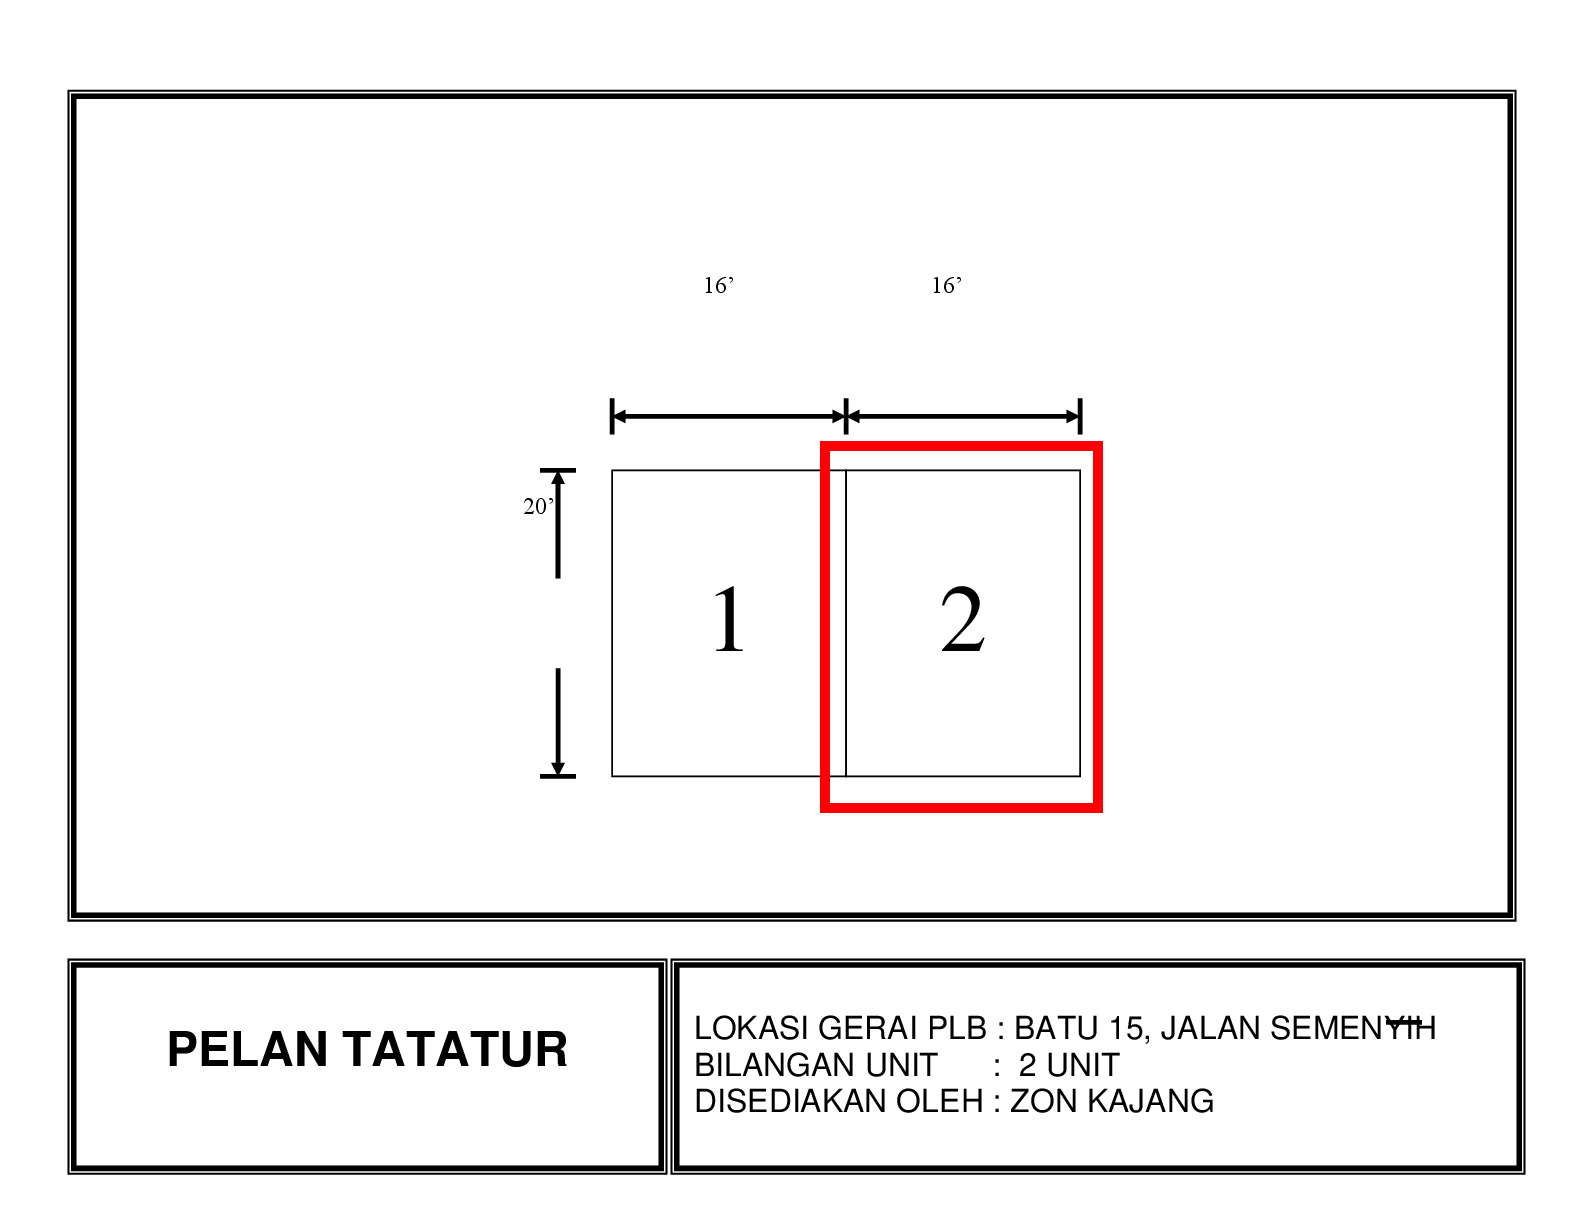 16’ 16’
20’
1 2
PELAN TATATUR
LOKASI GERAI PLB : BATU 15, JALAN SEMENYIH
BILANGAN UNIT : 2 UNIT
DISEDIAKAN OLEH : ZON KAJANG